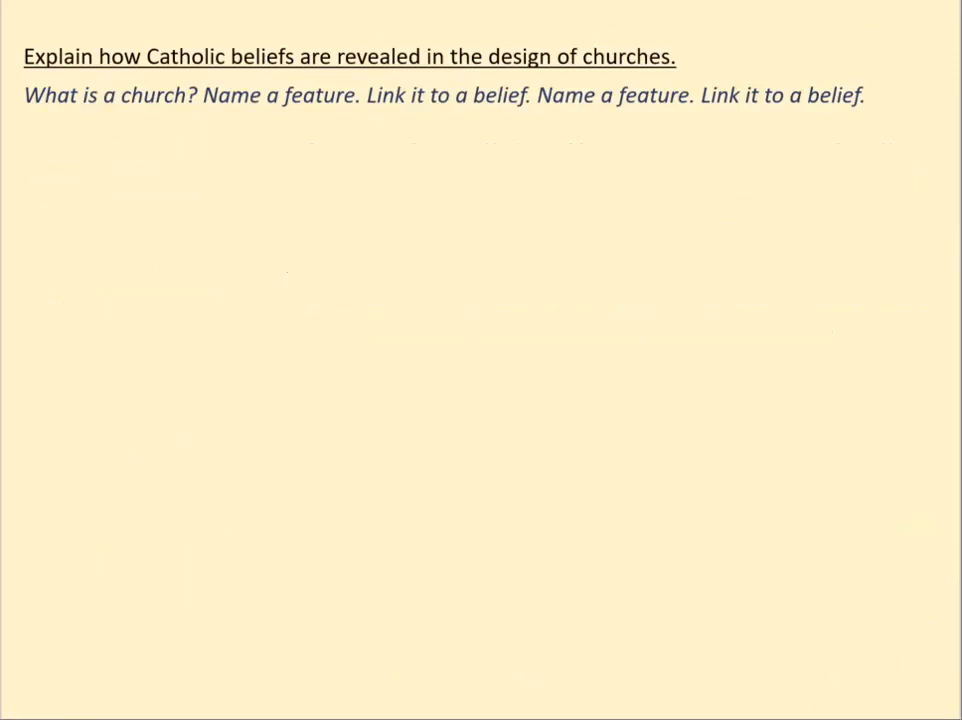 Explain how Catholic beliefs are revealed in the design of churches.
What is a church? Name a feature. Link it to a belief. Name a feature. Link it to a belief.